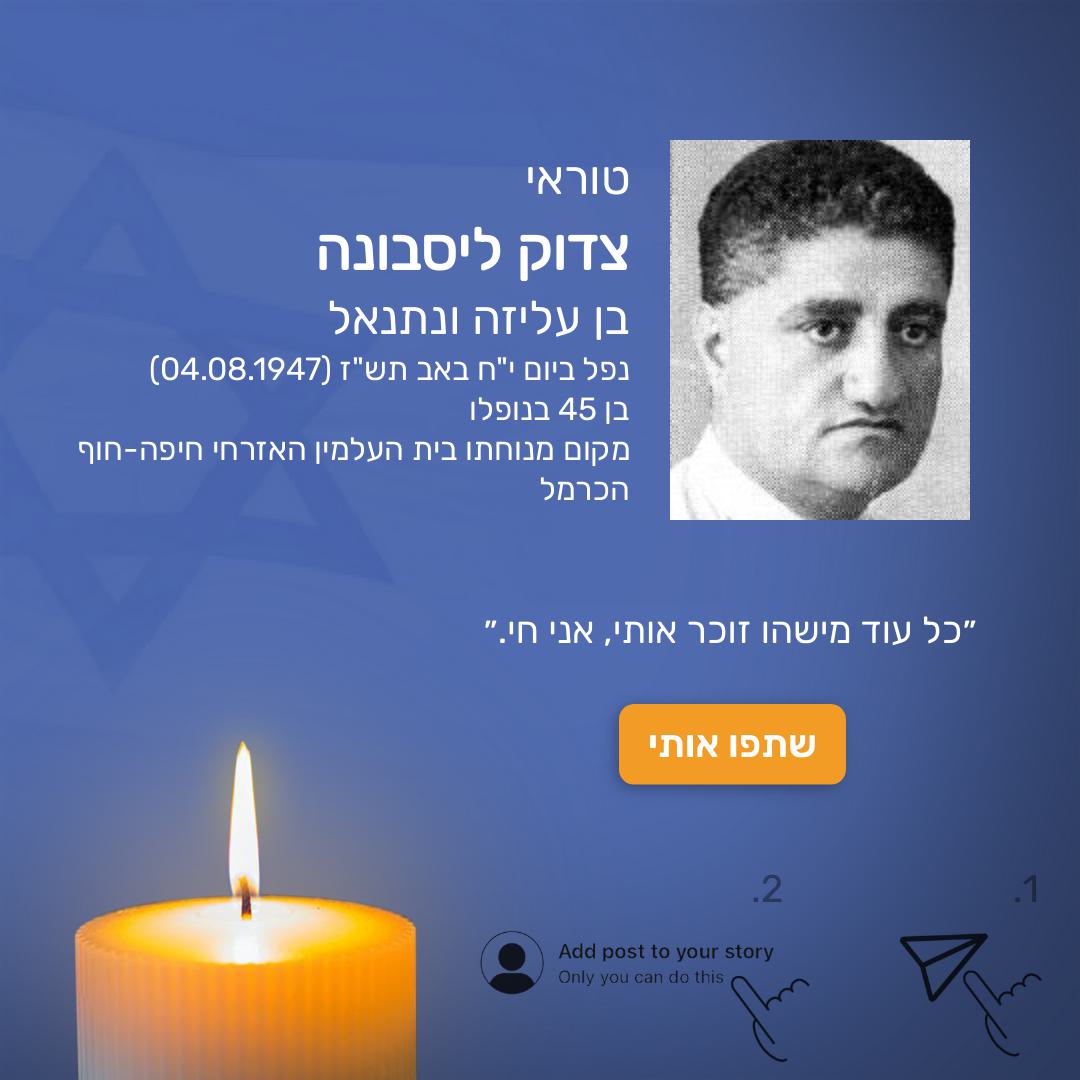 טוראי
צדוק ליסבונה
בן עליזה ונתנאל
נפל ביום י"ח באב תש"ז (04.08.1947)
בן 45 בנופלו
מקום מנוחתו בית העלמין האזרחי חיפה-חוף
הכרמל
״כל עוד מישהו זוכר אותי, אני חי.״
שתפו אותי
1.
2.
Add post to your story
Only you can do this